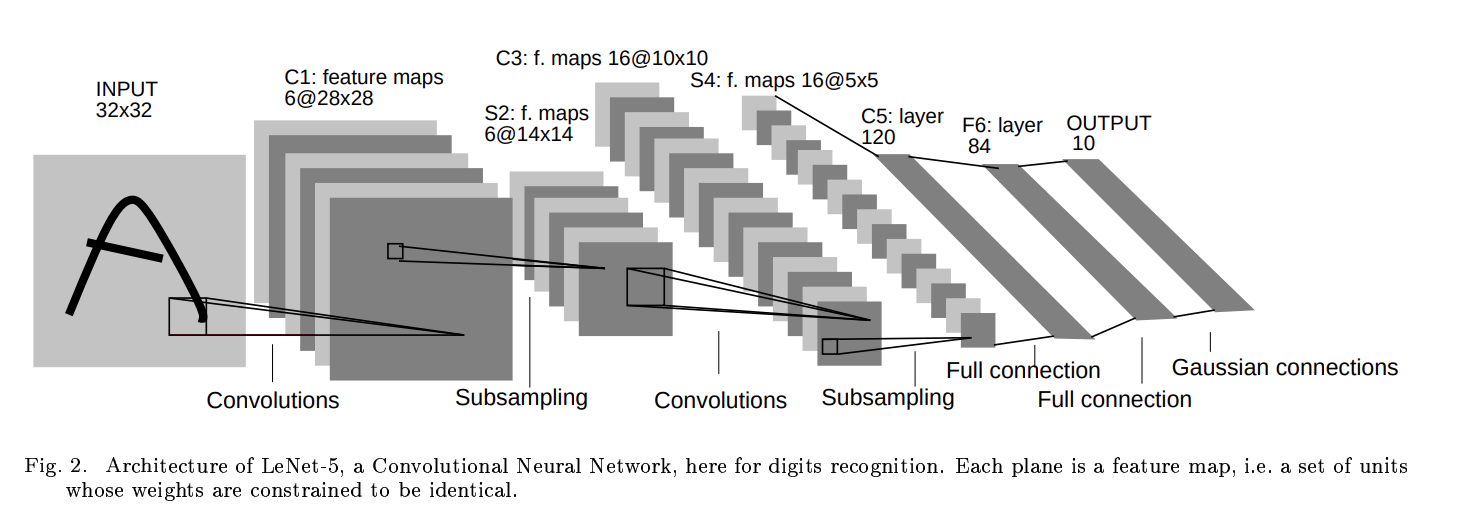 INPUT
32x32
C1: feature maps
6@28x28
C3: f. maps 16@10x10
S2: f. maps
6@14x14
S4: f. maps 16@5x5
C5: layer
120
F6: layer
84
OUTPUT
10
Convolutions
Subsampling
Convolutions
Subsampling
Full connection
Full connection
Gaussian connections
Fig. 2. Architecture of LeNet-5, a Convolutional Neural Network, here for digits recognition. Each plane is a feature map, i.e. a set of units
whose weights are constrained to be identical.